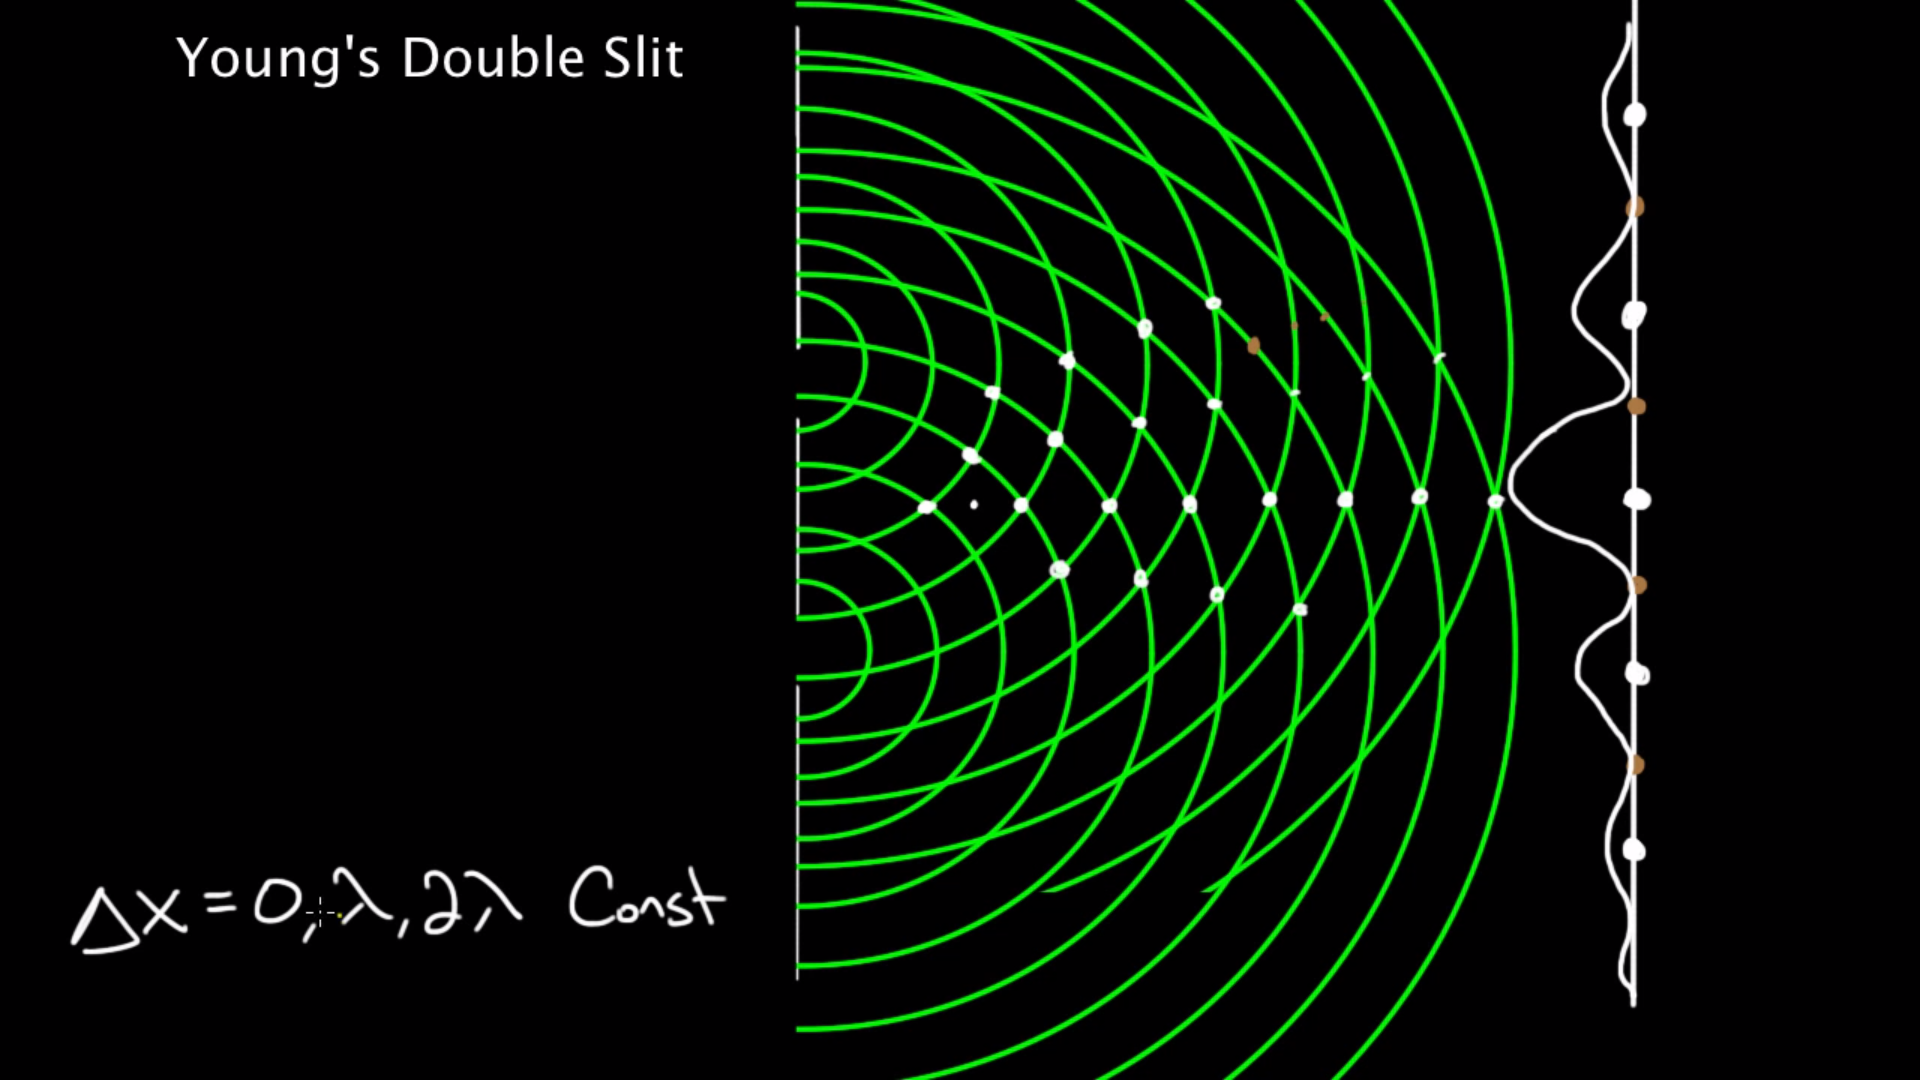 Young's Double Slit
Δx = 0, λ, 2λ Const